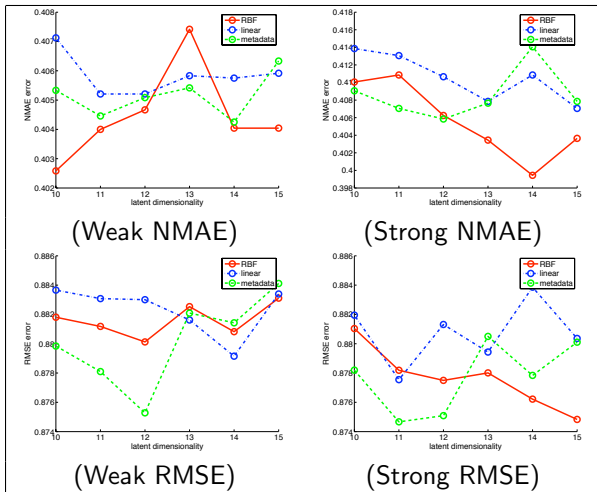 0.408
0.407
0.406
0.405
0.404
0.403
0.402
NMAE error
10 11 12 13 14 15
latent dimensionality
RBF
linear
metadata
(Weak NMAE)
0.418
0.416
0.414
0.412
0.41
0.408
0.406
0.404
0.402
0.4
0.398
NMAE error
10 11 12 13 14 15
latent dimensionality
RBF
linear
metadata
(Strong NMAE)
0.886
0.884
0.882
0.88
0.878
0.876
0.874
RMSE error
10 11 12 13 14 15
latent dimensionality
RBF
linear
metadata
(Weak RMSE)
0.886
0.884
0.882
0.88
0.878
0.876
0.874
RMSE error
10 11 12 13 14 15
latent dimensionality
RBF
linear
metadata
(Strong RMSE)